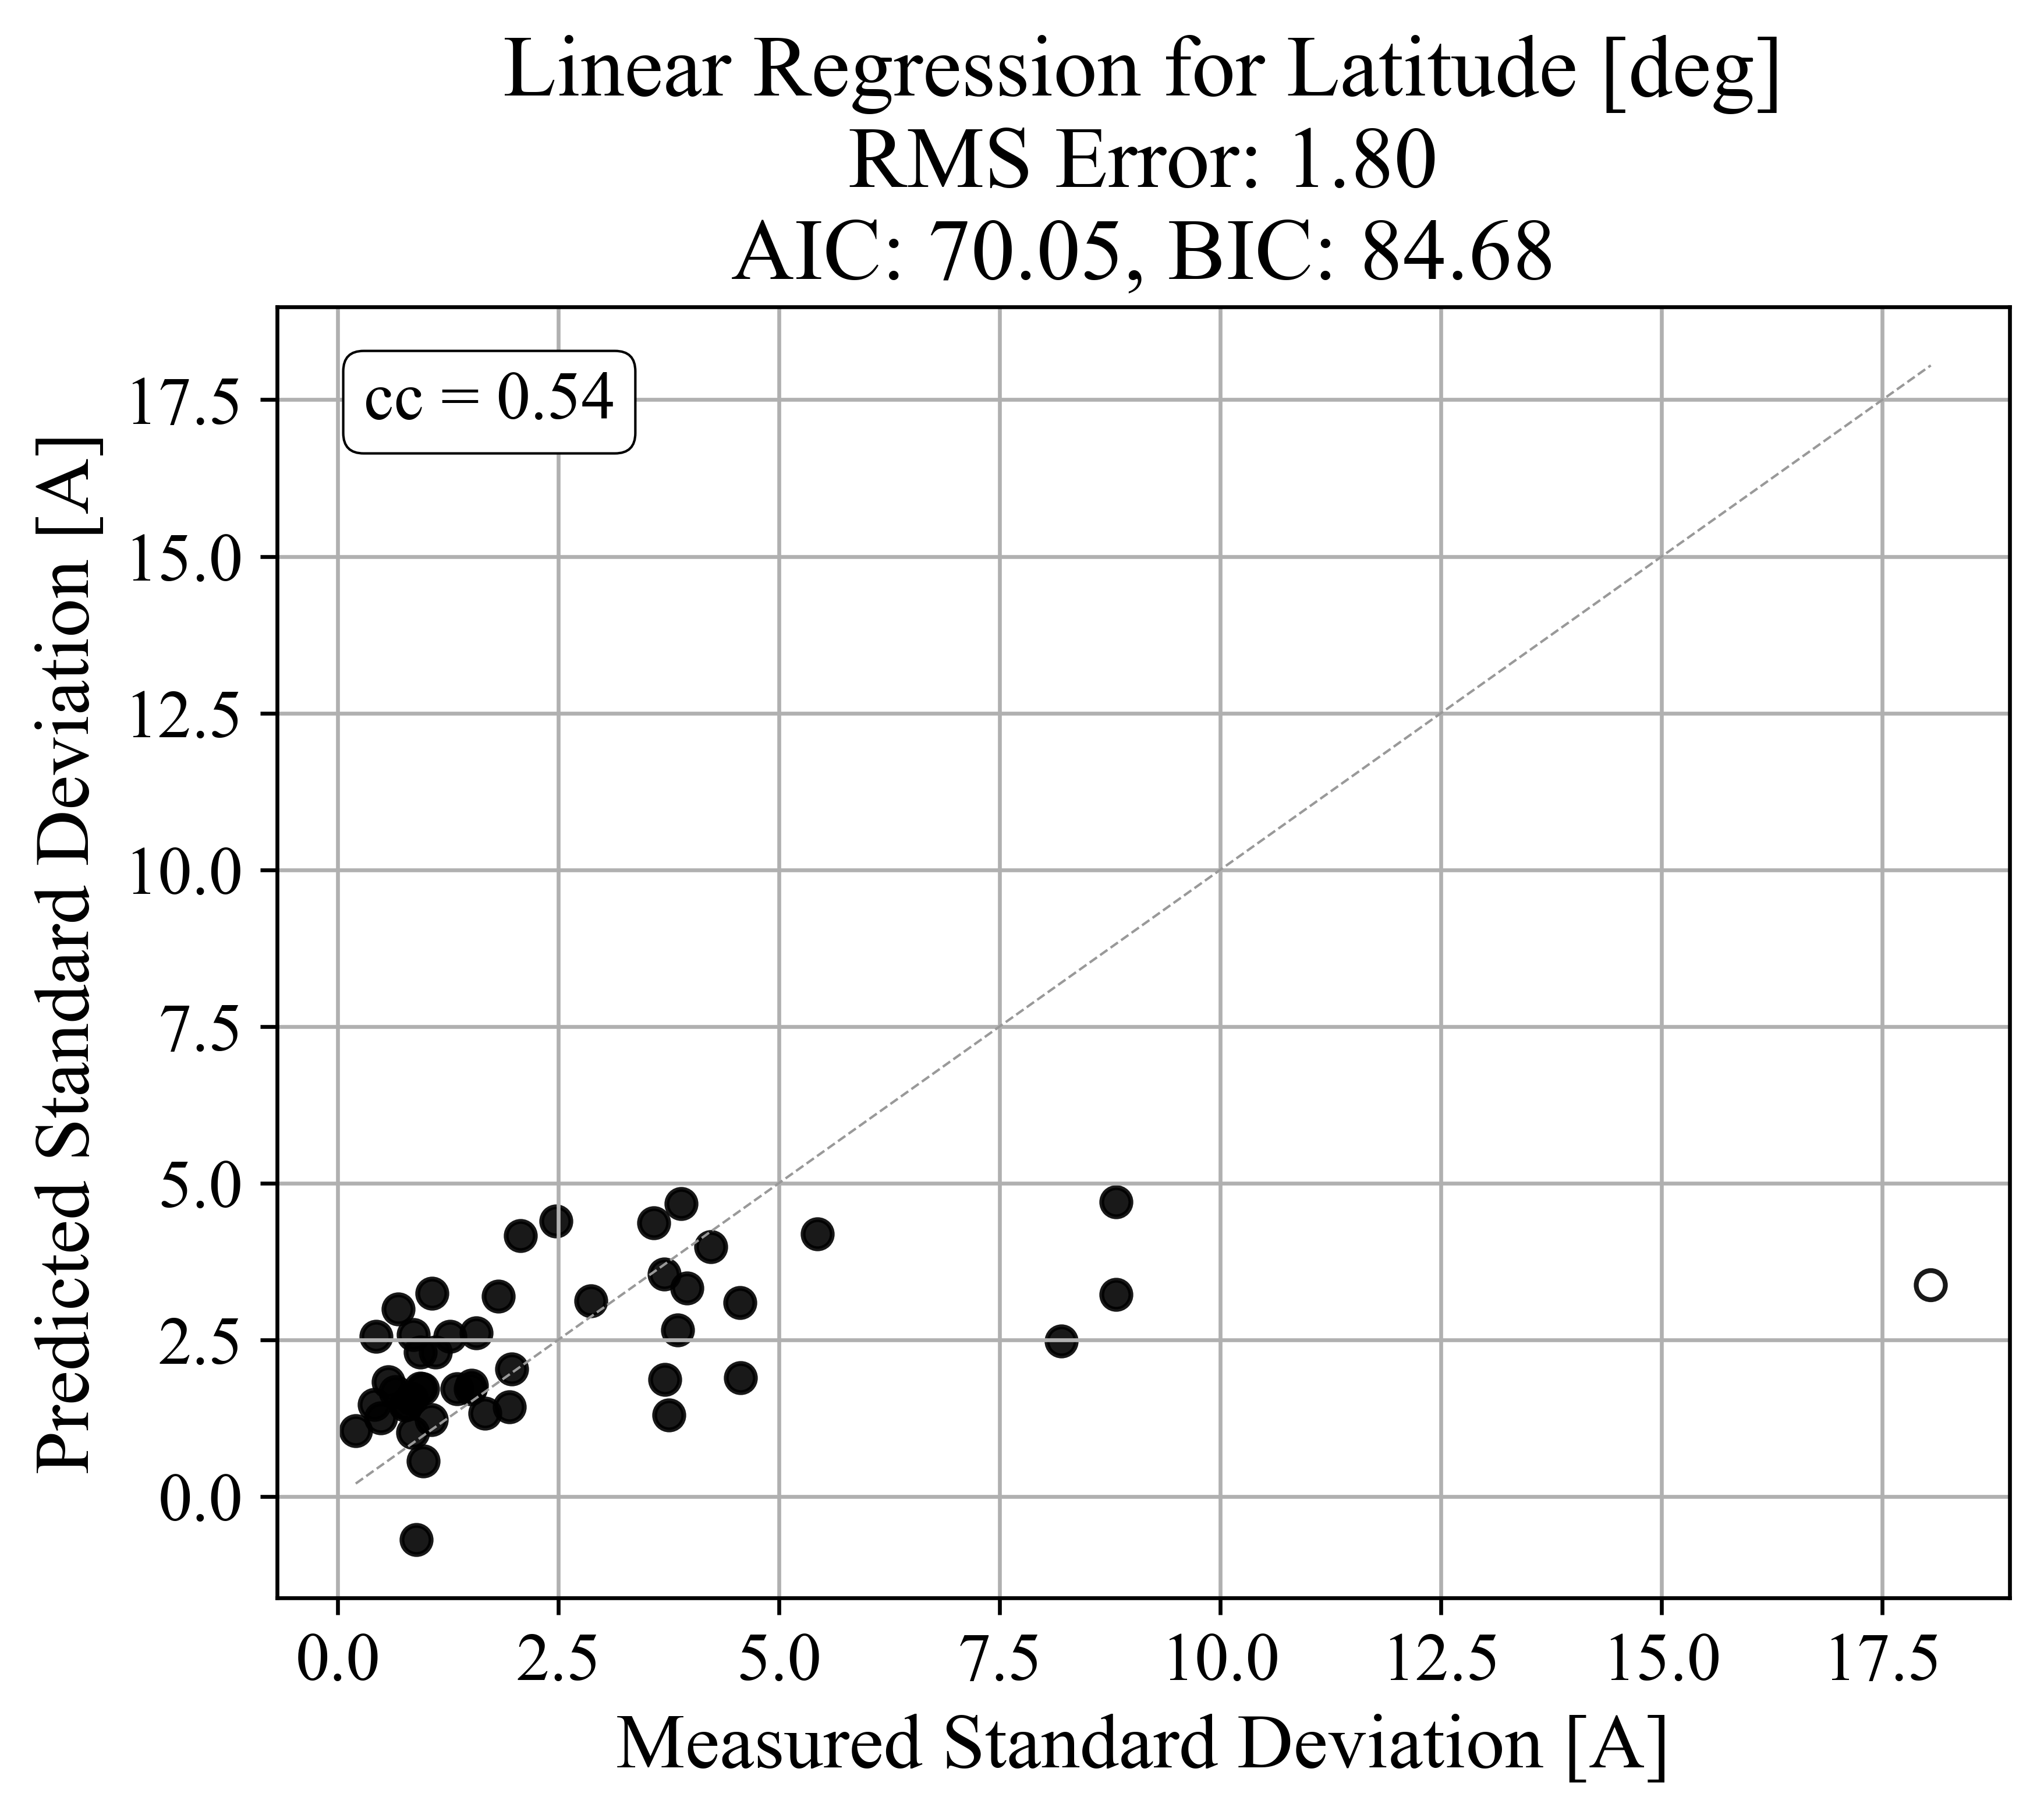 Linear Regression for Latitude [deg]
RMS Error: 1.80
AIC: 70.05, BIC: 84.68
cc = 0.54
Predicted Standard Deviation [A]
17.5
15.0
12.5
10.0
7.5
5.0
2.5
0.0
0.0 2.5 5.0 7.5 10.0 12.5 15.0 17.5
Measured Standard Deviation [A]